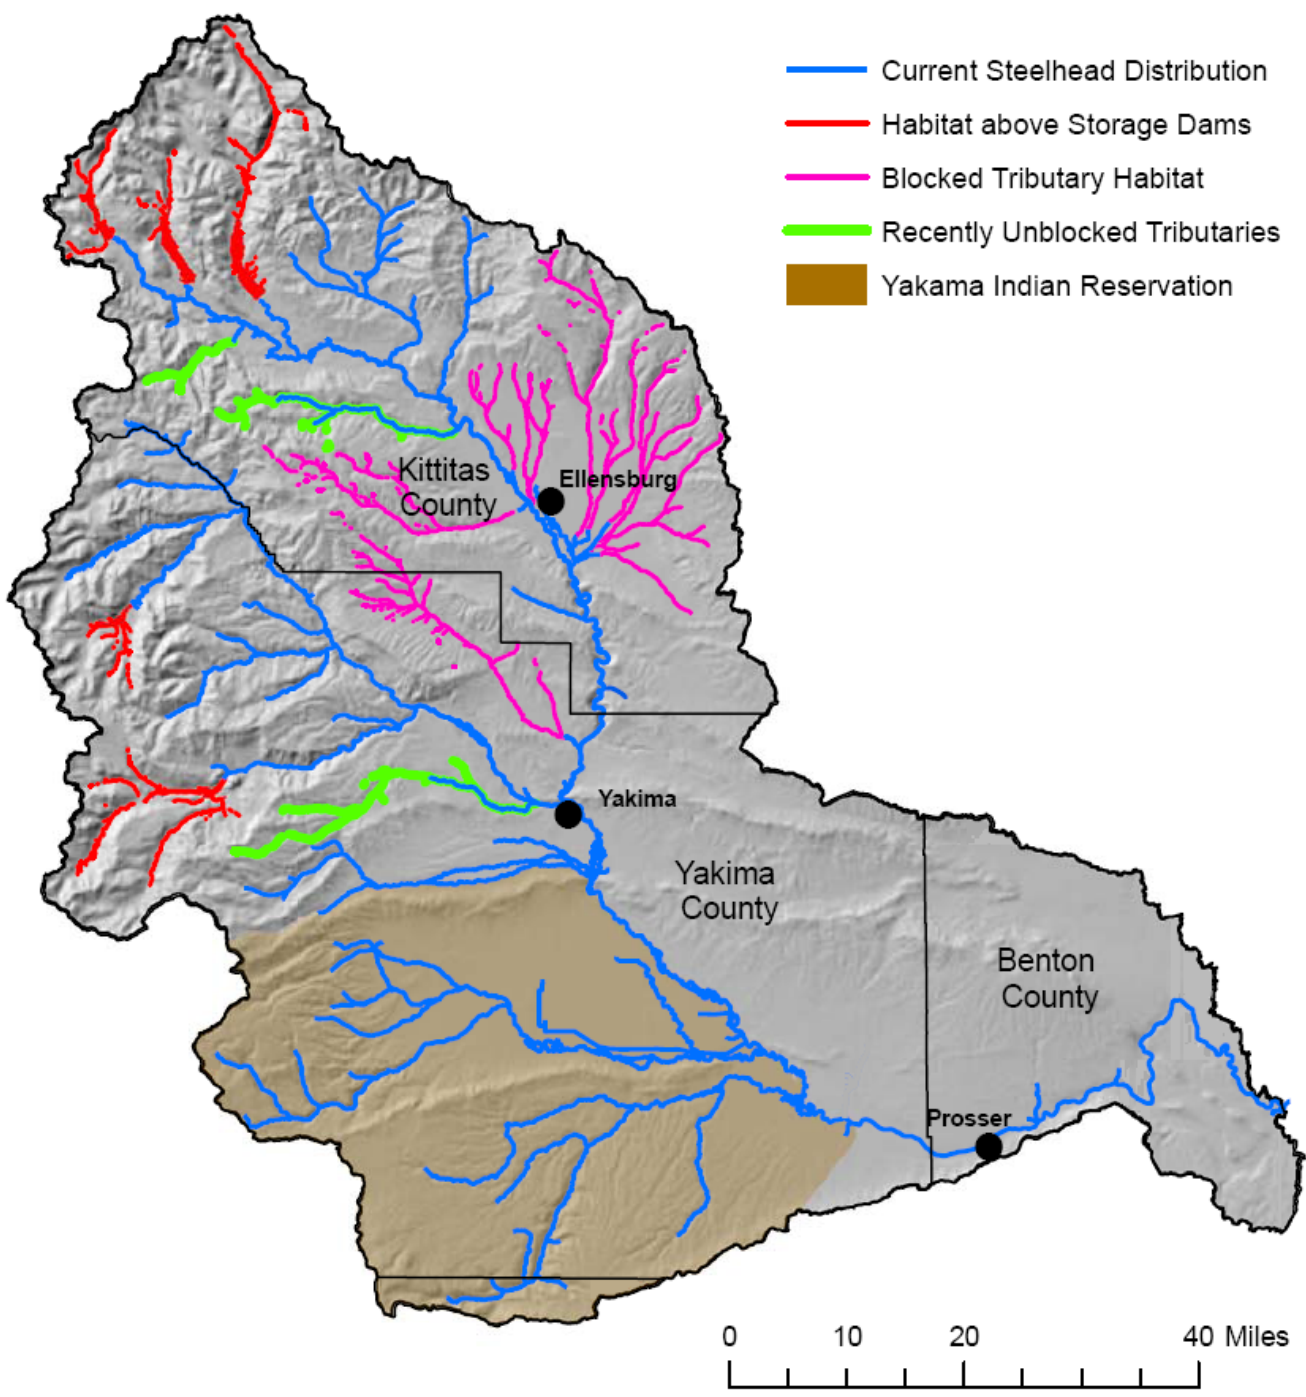 Current Steelhead Distribution
Habitat above Storage Dams
Blocked Tributary Habitat
Recently Unblocked Tributaries
Yakama Indian Reservation
Kittitas
County
Ellensburg
Yakima
Yakima
County
Benton
County
Prosser
0 10 20 40 Miles